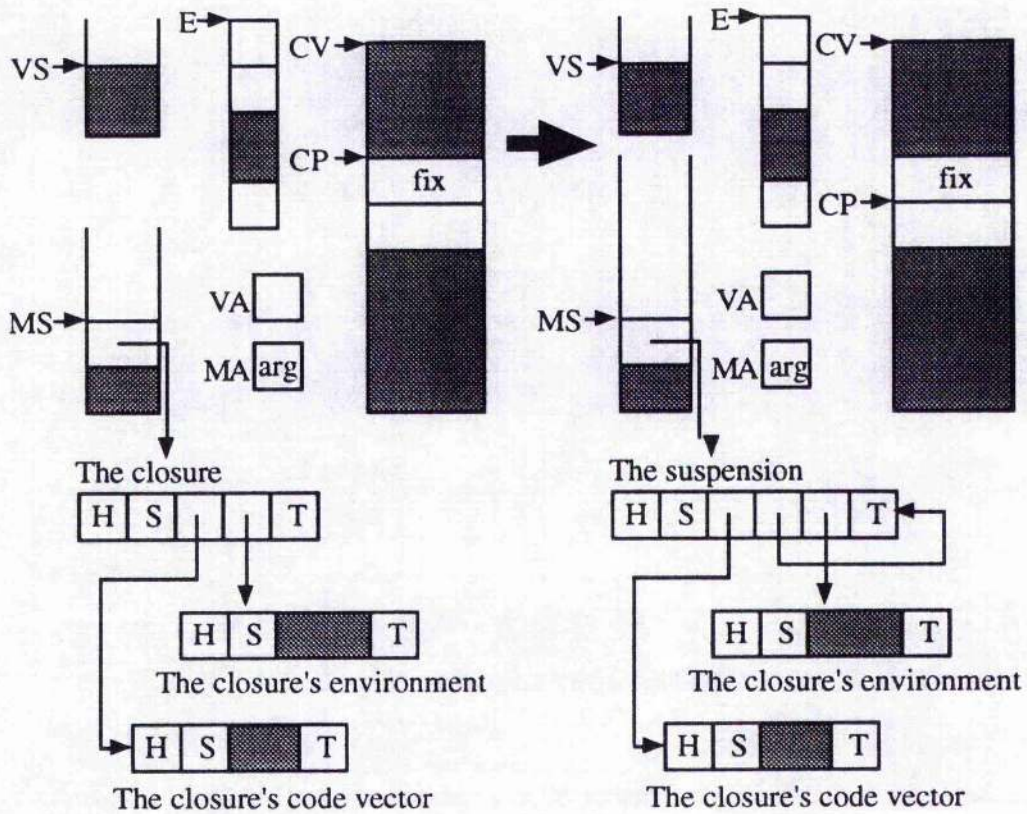 E
CV
VS
CP
fix
VA
MS
MA
arg
The closure
H S T
H S T
The closure's environment
H S T
The closure's code vector
E
CV
VS
fix
CP
VA
MS
MA
arg
The suspension
H S T
H S T
The closure's environment
H S T
The closure's code vector